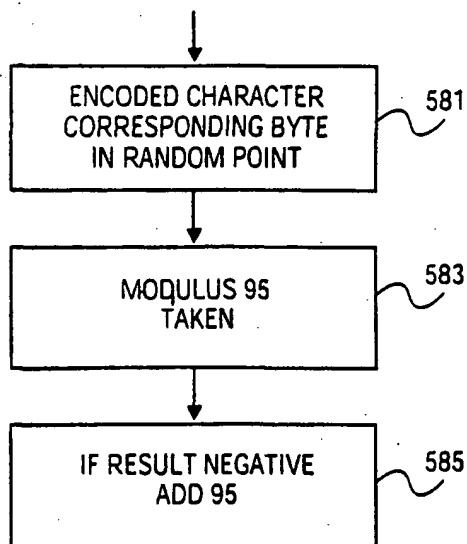 ENCODED CHARACTER
CORRESPONDING BYTE
IN RANDOM POINT
581
MODULUS 95
TAKEN
583
IF RESULT NEGATIVE
ADD 95
585